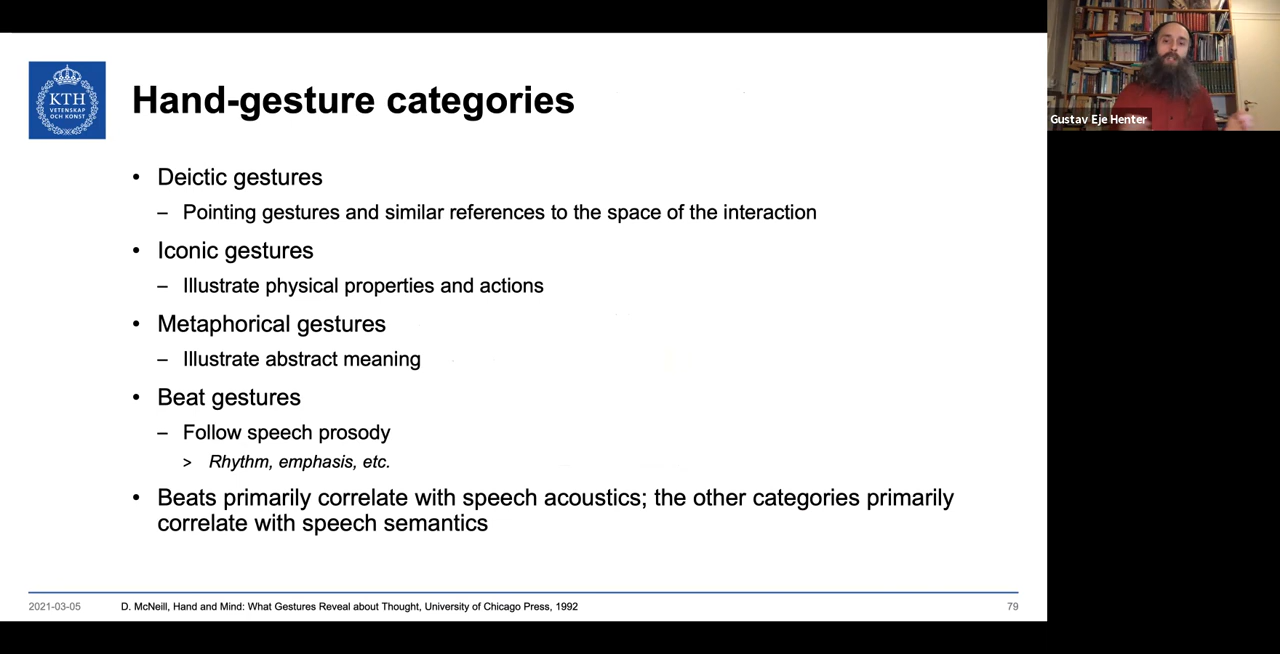 KTH
VETENSKAP
OCH KONST
Hand-gesture categories
• Deictic gestures
– Pointing gestures and similar references to the space of the interaction
• Iconic gestures
– Illustrate physical properties and actions
• Metaphorical gestures
– Illustrate abstract meaning
• Beat gestures
– Follow speech prosody
> Rhythm, emphasis, etc.
• Beats primarily correlate with speech acoustics; the other categories primarily
correlate with speech semantics
2021-03-05
D. McNeill, Hand and Mind: What Gestures Reveal about Thought, University of Chicago Press, 1992
79
Gustav Eje Henter